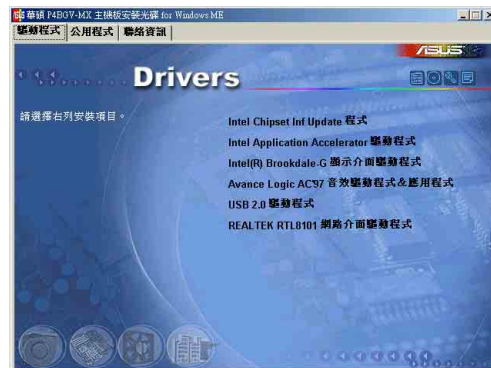 華碩 P4BGV-MX 主機板安裝光碟 for Windows ME
驅動程式 公用程式 聯絡資訊
ASUS
Drivers
請選擇右列安裝項目。
Intel Chipset Inf Update 程式
Intel Application Accelerator 驅動程式
Intel(R) Brookdale-G 顯示介面驅動程式
Avance Logic AC'97 音效驅動程式&應用程式
USB 2.0 驅動程式
REALTEK RTL8101 網路介面驅動程式